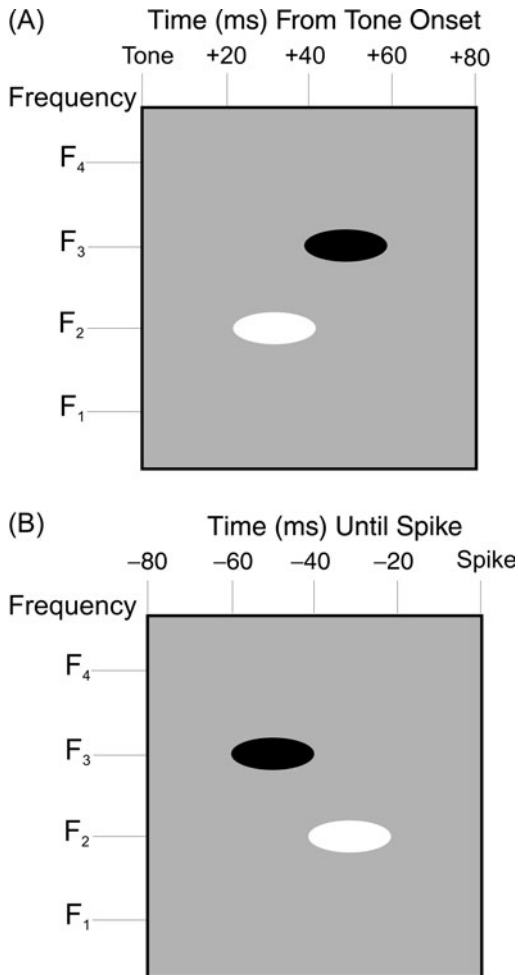 (A)
Time (ms) From Tone Onset
Tone +20 +40 +60 +80
Frequency
F₄
F₃
F₂
F₁
(B)
Time (ms) Until Spike
–80 –60 –40 –20 Spike
Frequency
F₄
F₃
F₂
F₁